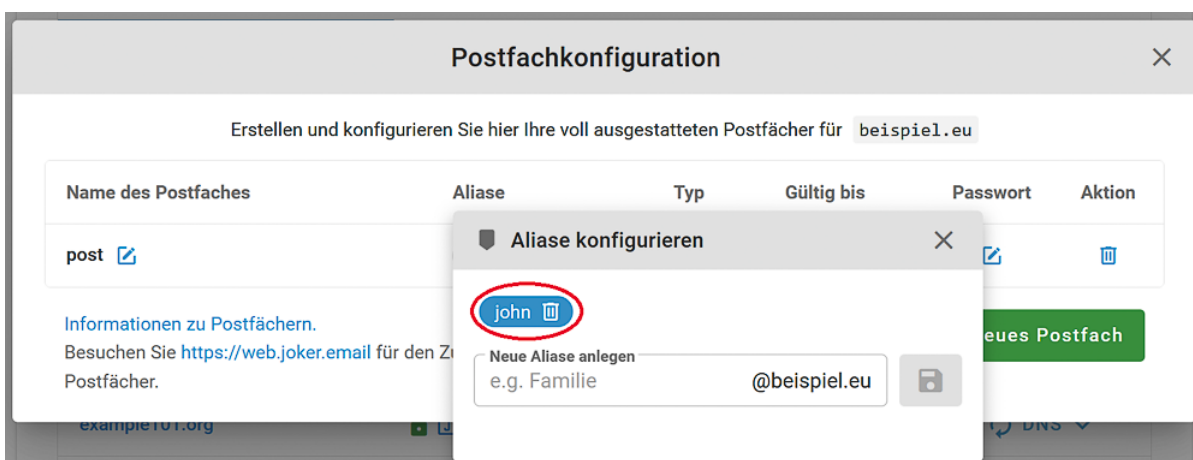 Postfachkonfiguration
Erstellen und konfigurieren Sie hier Ihre voll ausgestatteten Postfächer für beispiel.eu
Name des Postfaches Aliase Typ Gültig bis Passwort Aktion
post
Aliase konfigurieren
john
Informationen zu Postfächern.
Besuchen Sie https://web.joker.email für den
Postfächer.
eues Postfach
Neue Aliase anlegen
e.g. Familie @beispiel.eu
example101.org DNS